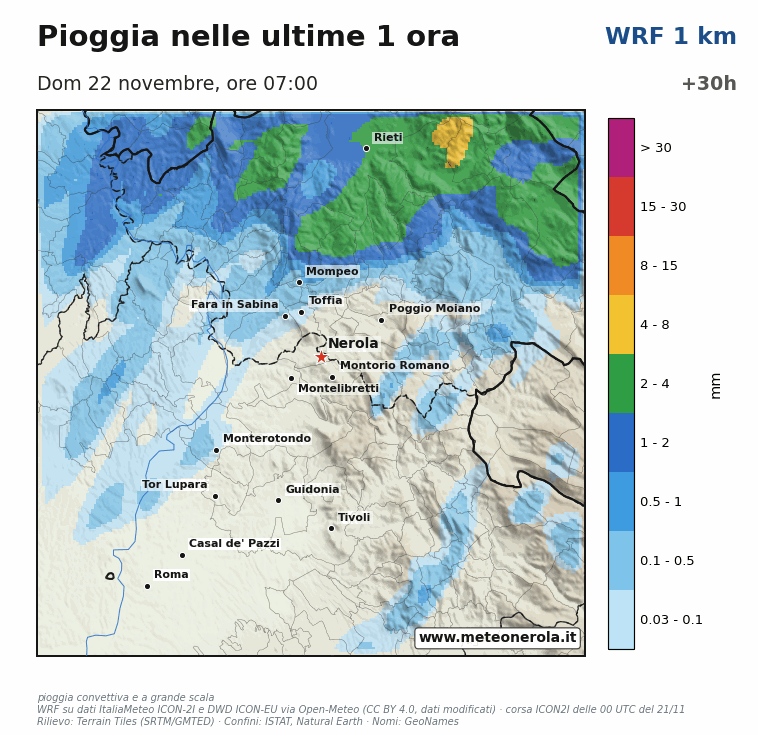 Pioggia nelle ultime 1 ora
WRF 1 km
Dom 22 novembre, ore 07:00
+30h
Rieti
Mompeo
Fara in Sabina
Toffia
Poggio Moiano
Nerola
Montorio Romano
Montelibretti
Monterotondo
Tor Lupara
Guidonia
Tivoli
Casal de' Pazzi
Roma
www.meteonerola.it
> 30
15 - 30
8 - 15
4 - 8
2 - 4
1 - 2
0.5 - 1
0.1 - 0.5
0.03 - 0.1
mm
pioggia convettiva e a grande scala
WRF su dati ItaliaMeteo ICON-2I e DWD ICON-EU via Open-Meteo (CC BY 4.0, dati modificati) · corsa ICON2I delle 00 UTC del 21/11
Rilievo: Terrain Tiles (SRTM/GMTED) · Confini: ISTAT, Natural Earth · Nomi: GeoNames